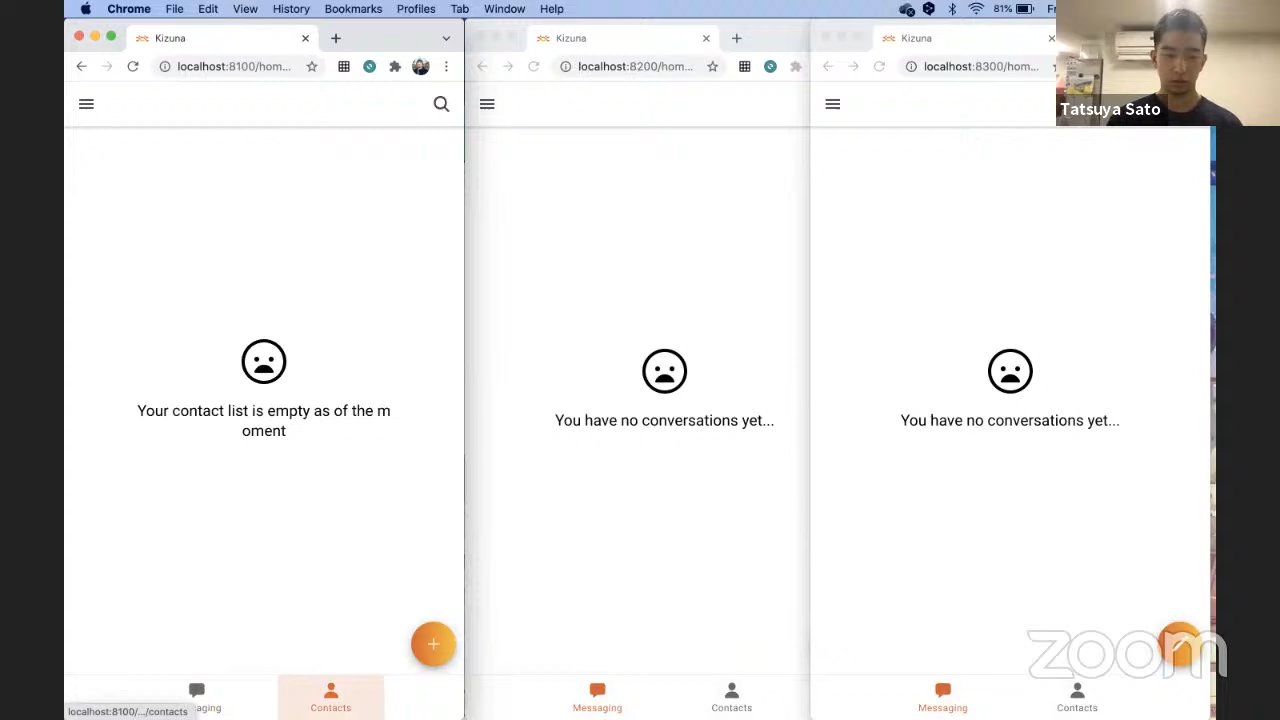 Chrome File Edit View History Bookmarks Profiles Tab Window Help 81% Fr
Kizuna
Kizuna
Kizuna
localhost:8100/hom...
localhost:8200/hom...
localhost:8300/hom...
Tatsuya Sato
Your contact list is empty as of the m
oment
You have no conversations yet...
You have no conversations yet...
+
zoom
aging
Contacts
Messaging
Contacts
Messaging
Contacts
localhost:8100/.../contacts